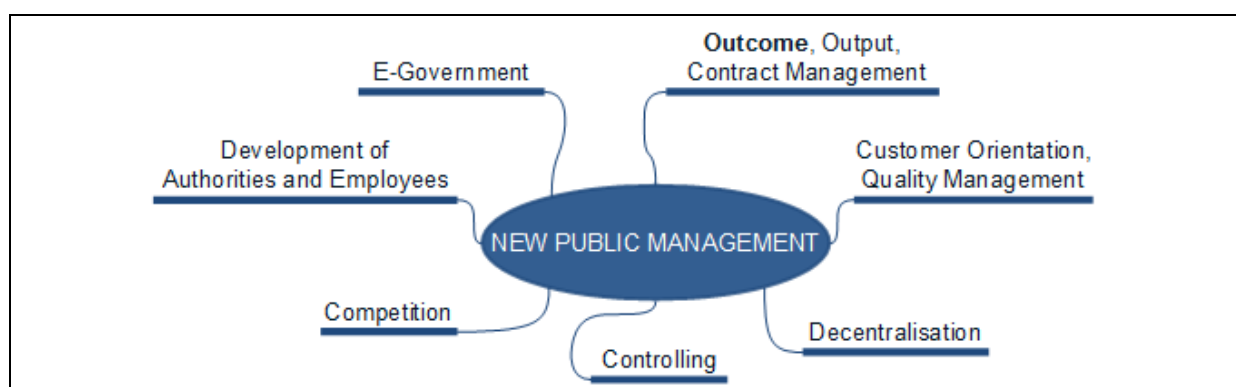 Outcome, Output,
Contract Management
E-Government
Development of
Authorities and Employees
Customer Orientation,
Quality Management
NEW PUBLIC MANAGEMENT
Competition
Decentralisation
Controlling